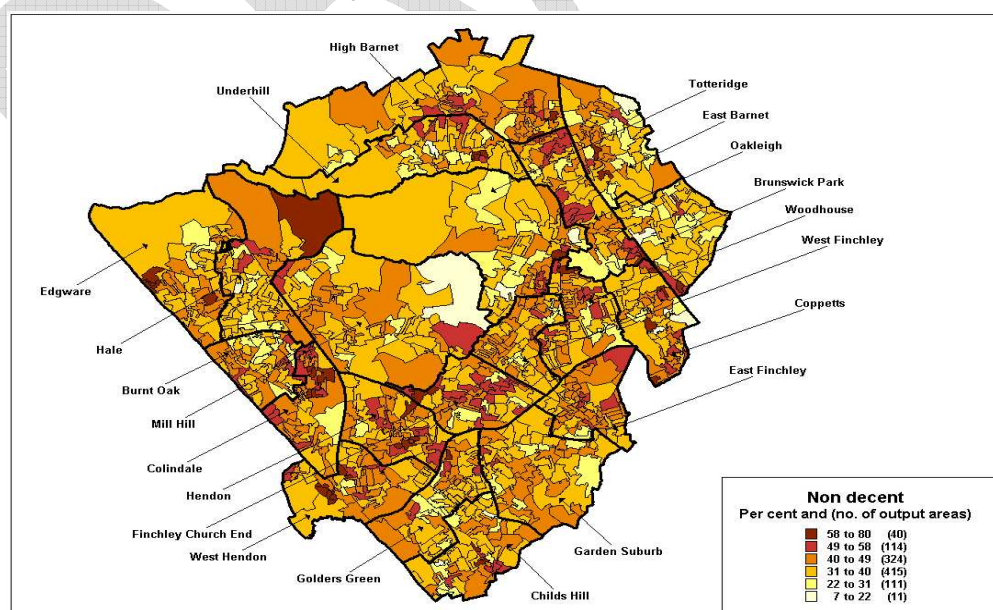 High Barnet
Underhill
Totteridge
East Barnet
Oakleigh
Brunswick Park
Woodhouse
West Finchley
Edgware
Coppetts
Hale
East Finchley
Burnt Oak
Mill Hill
Colindale
Hendon
Finchley Church End
West Hendon
Garden Suburb
Golders Green
Childs Hill
Non decent
Per cent and (no. of output areas)
58 to 80 (40)
49 to 58 (114)
40 to 49 (324)
31 to 40 (415)
22 to 31 (111)
7 to 22 (11)